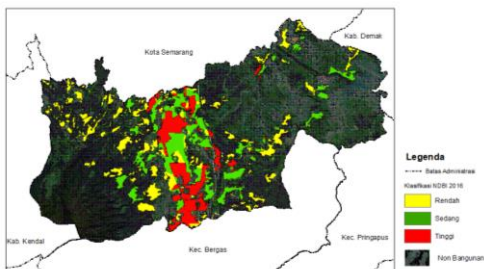 Kab. Demak
Kota Semarang
Legenda
Batas Administrasi
Klasifikasi NDBI 2016
Rendah
Sedang
Tinggi
Non Bangunan
Kab. Kendal
Kec. Bergas
Kec. Pringapus